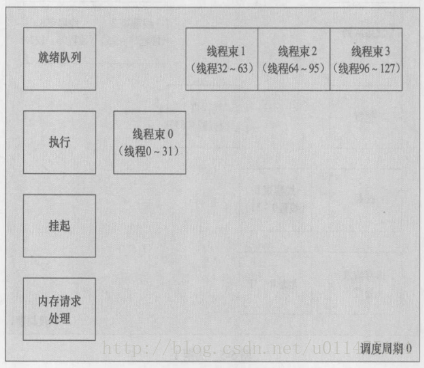 就绪队列
线程束1
(线程32~63)
线程束2
(线程64~95)
线程束3
(线程96~127)
执行
线程束0
(线程0~31)
挂起
内存请求
处理
http://blog.csdn.net/u011
调度周期0